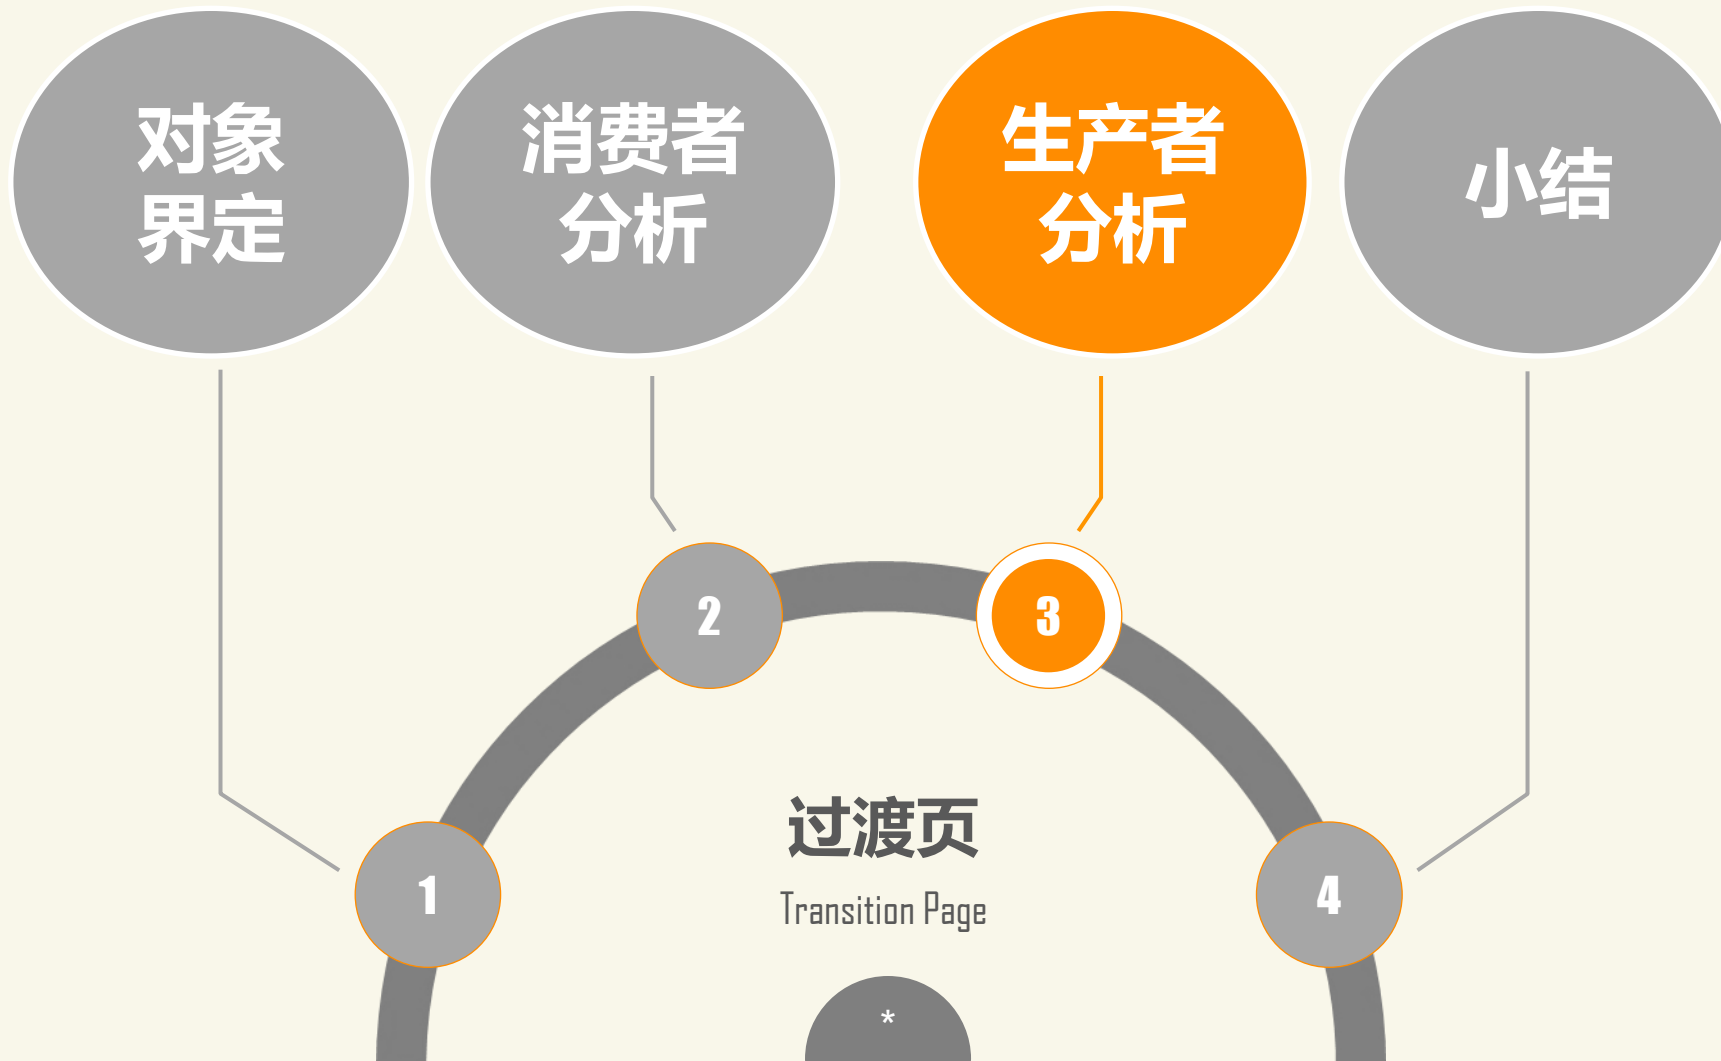 对象
界定
消费者
分析
生产者
分析
小结
2
3
过渡页
1
4
Transition Page
*